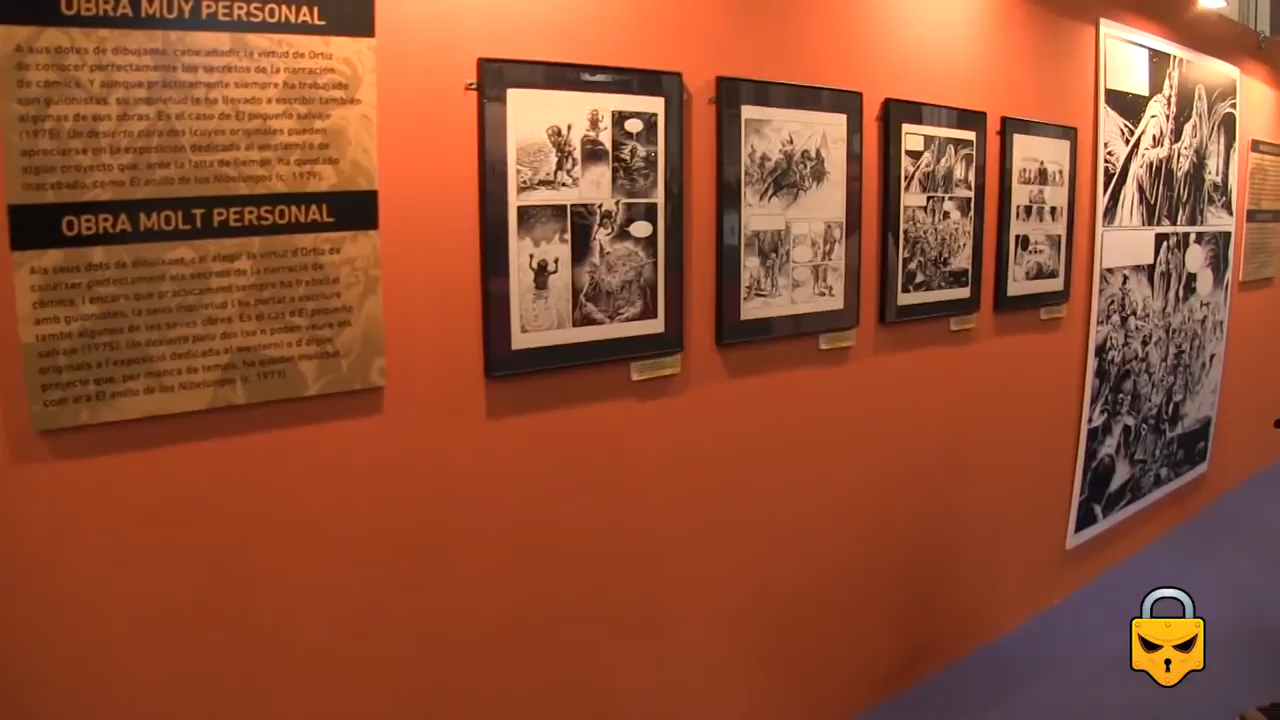 OBRA MUY PERSONAL
A sus dotes de dibujante, cabe añadir la virtud de Ortiz
de conocer perfectamente los secretos de la narración
de cómics. Y aunque prácticamente siempre ha trabajado
con guionistas, su inquietud le ha llevado a escribir también
algunas de sus obras. Es el caso de El pequeño salvaje
(1975), Un desierto para dos (cuyos originales pueden
apreciarse en la exposición dedicada al western) o de
algún proyecto que, ante la falta de tiempo, ha quedado
inacabado, como El anillo de los Nibelungos (c. 1979).
OBRA MOLT PERSONAL
Als seus dots de dibuixant, cal afegir la virtut d'Ortiz de
conèixer perfectament els secrets de la narració de
còmics. I encara que pràcticament sempre ha treballat
amb guionistes, la seva inquietud l'ha portat a escriure
també algunes de les seves obres. Es el cas d'El pequeño
salvaje (1975), Un desierto para dos (se'n poden veure els
originals a l'exposició dedicada al western) o d'algun
projecte que, per manca de temps, ha quedat inacabat,
com ara El anillo de los Nibelungos (c. 1979).